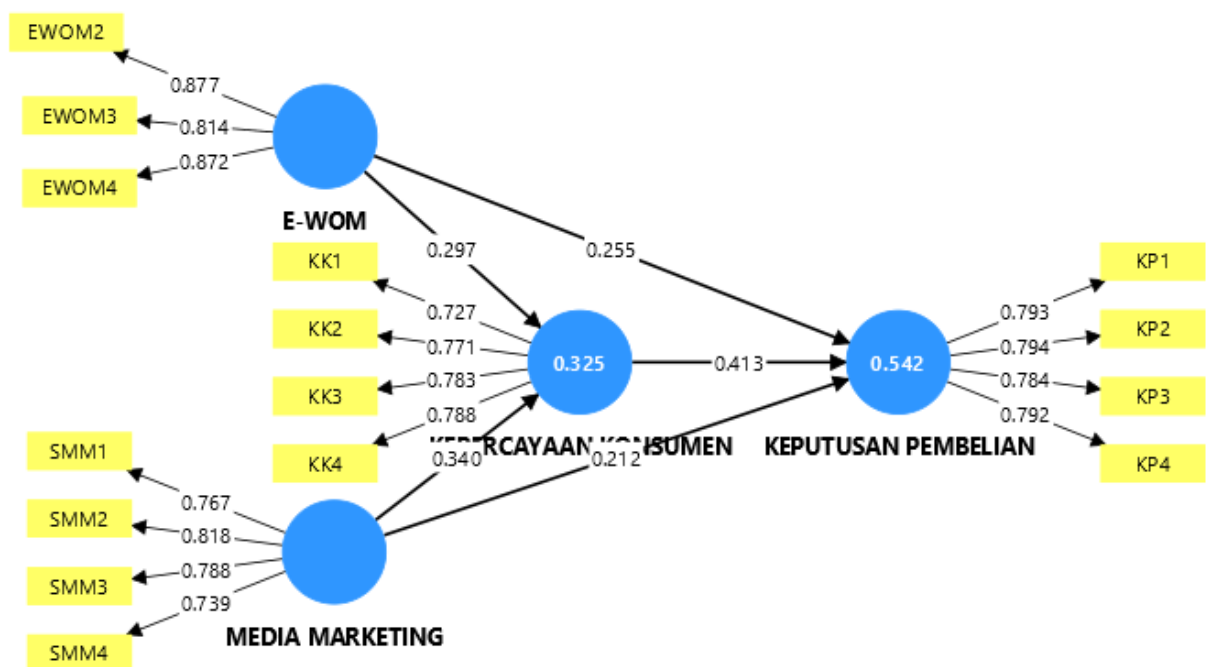 EWOM2
0.877
EWOM3
0.814
EWOM4
0.872
E-WOM
0.297
0.255
KK1
0.727
KK2
0.771
KK3
0.783
KK4
0.788
0.325
0.413
0.542
KP1
0.793
KP2
0.794
KP3
0.784
KP4
0.792
KEPERCAYAAN KONSUMEN
KEPUTUSAN PEMBELIAN
0.340
0.212
SMM1
0.767
SMM2
0.818
SMM3
0.788
SMM4
0.739
MEDIA MARKETING